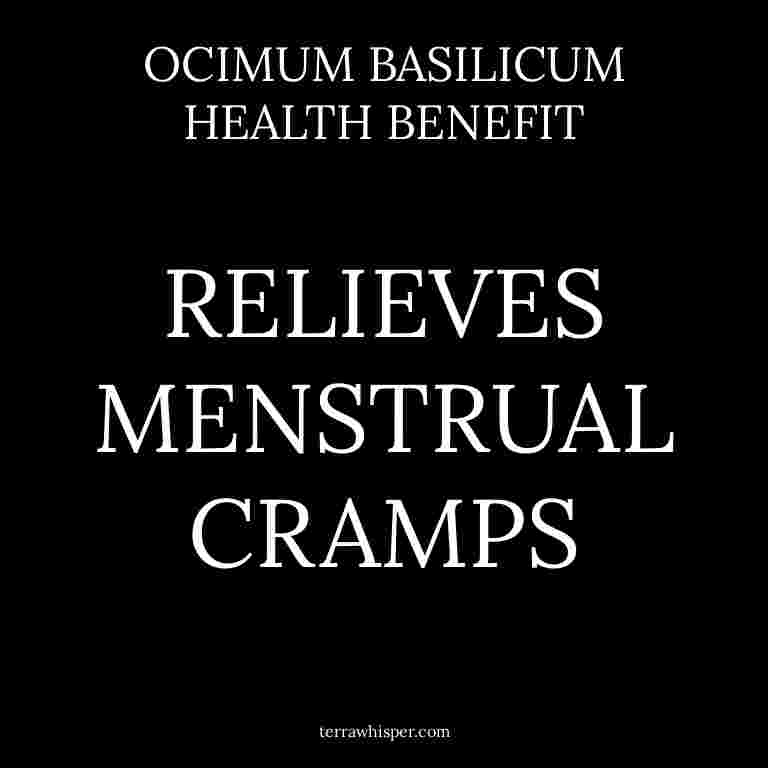 OCIMUM BASILICUM
HEALTH BENEFIT
RELIEVES
MENSTRUAL
CRAMPS
terrawhisper.com